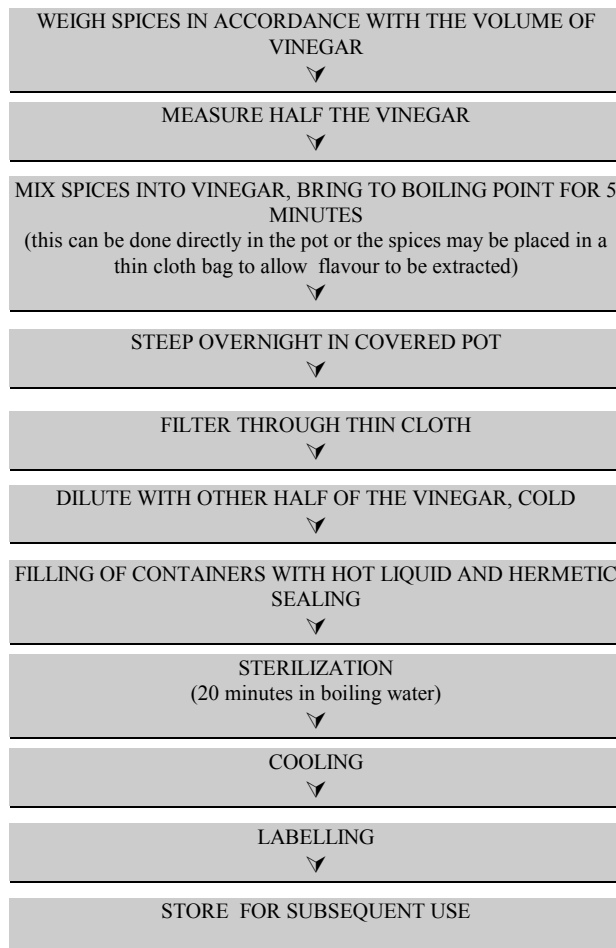 WEIGH SPICES IN ACCORDANCE WITH THE VOLUME OF
VINEGAR
MEASURE HALF THE VINEGAR
MIX SPICES INTO VINEGAR, BRING TO BOILING POINT FOR 5
MINUTES
(this can be done directly in the pot or the spices may be placed in a
thin cloth bag to allow flavour to be extracted)
STEEP OVERNIGHT IN COVERED POT
FILTER THROUGH THIN CLOTH
DILUTE WITH OTHER HALF OF THE VINEGAR, COLD
FILLING OF CONTAINERS WITH HOT LIQUID AND HERMETIC
SEALING
STERILIZATION
(20 minutes in boiling water)
COOLING
LABELLING
STORE FOR SUBSEQUENT USE